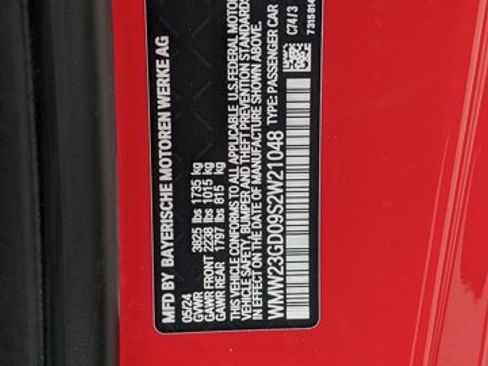 MFD BY BAYERISCHE MOTOREN WERKE AG
05/24
GVWR 3825 lbs 1735 kg
GAWR FRONT 2238 lbs 1015 kg
GAWR REAR 1797 lbs 815 kg
THIS VEHICLE CONFORMS TO ALL APPLICABLE U.S.FEDERAL MOTOR
VEHICLE SAFETY, BUMPER AND THEFT PREVENTION STANDARDS
IN EFFECT ON THE DATE OF MANUFACTURE SHOWN ABOVE.
WMW23GD09S2W21048 TYPE: PASSENGER CAR
C/4/3